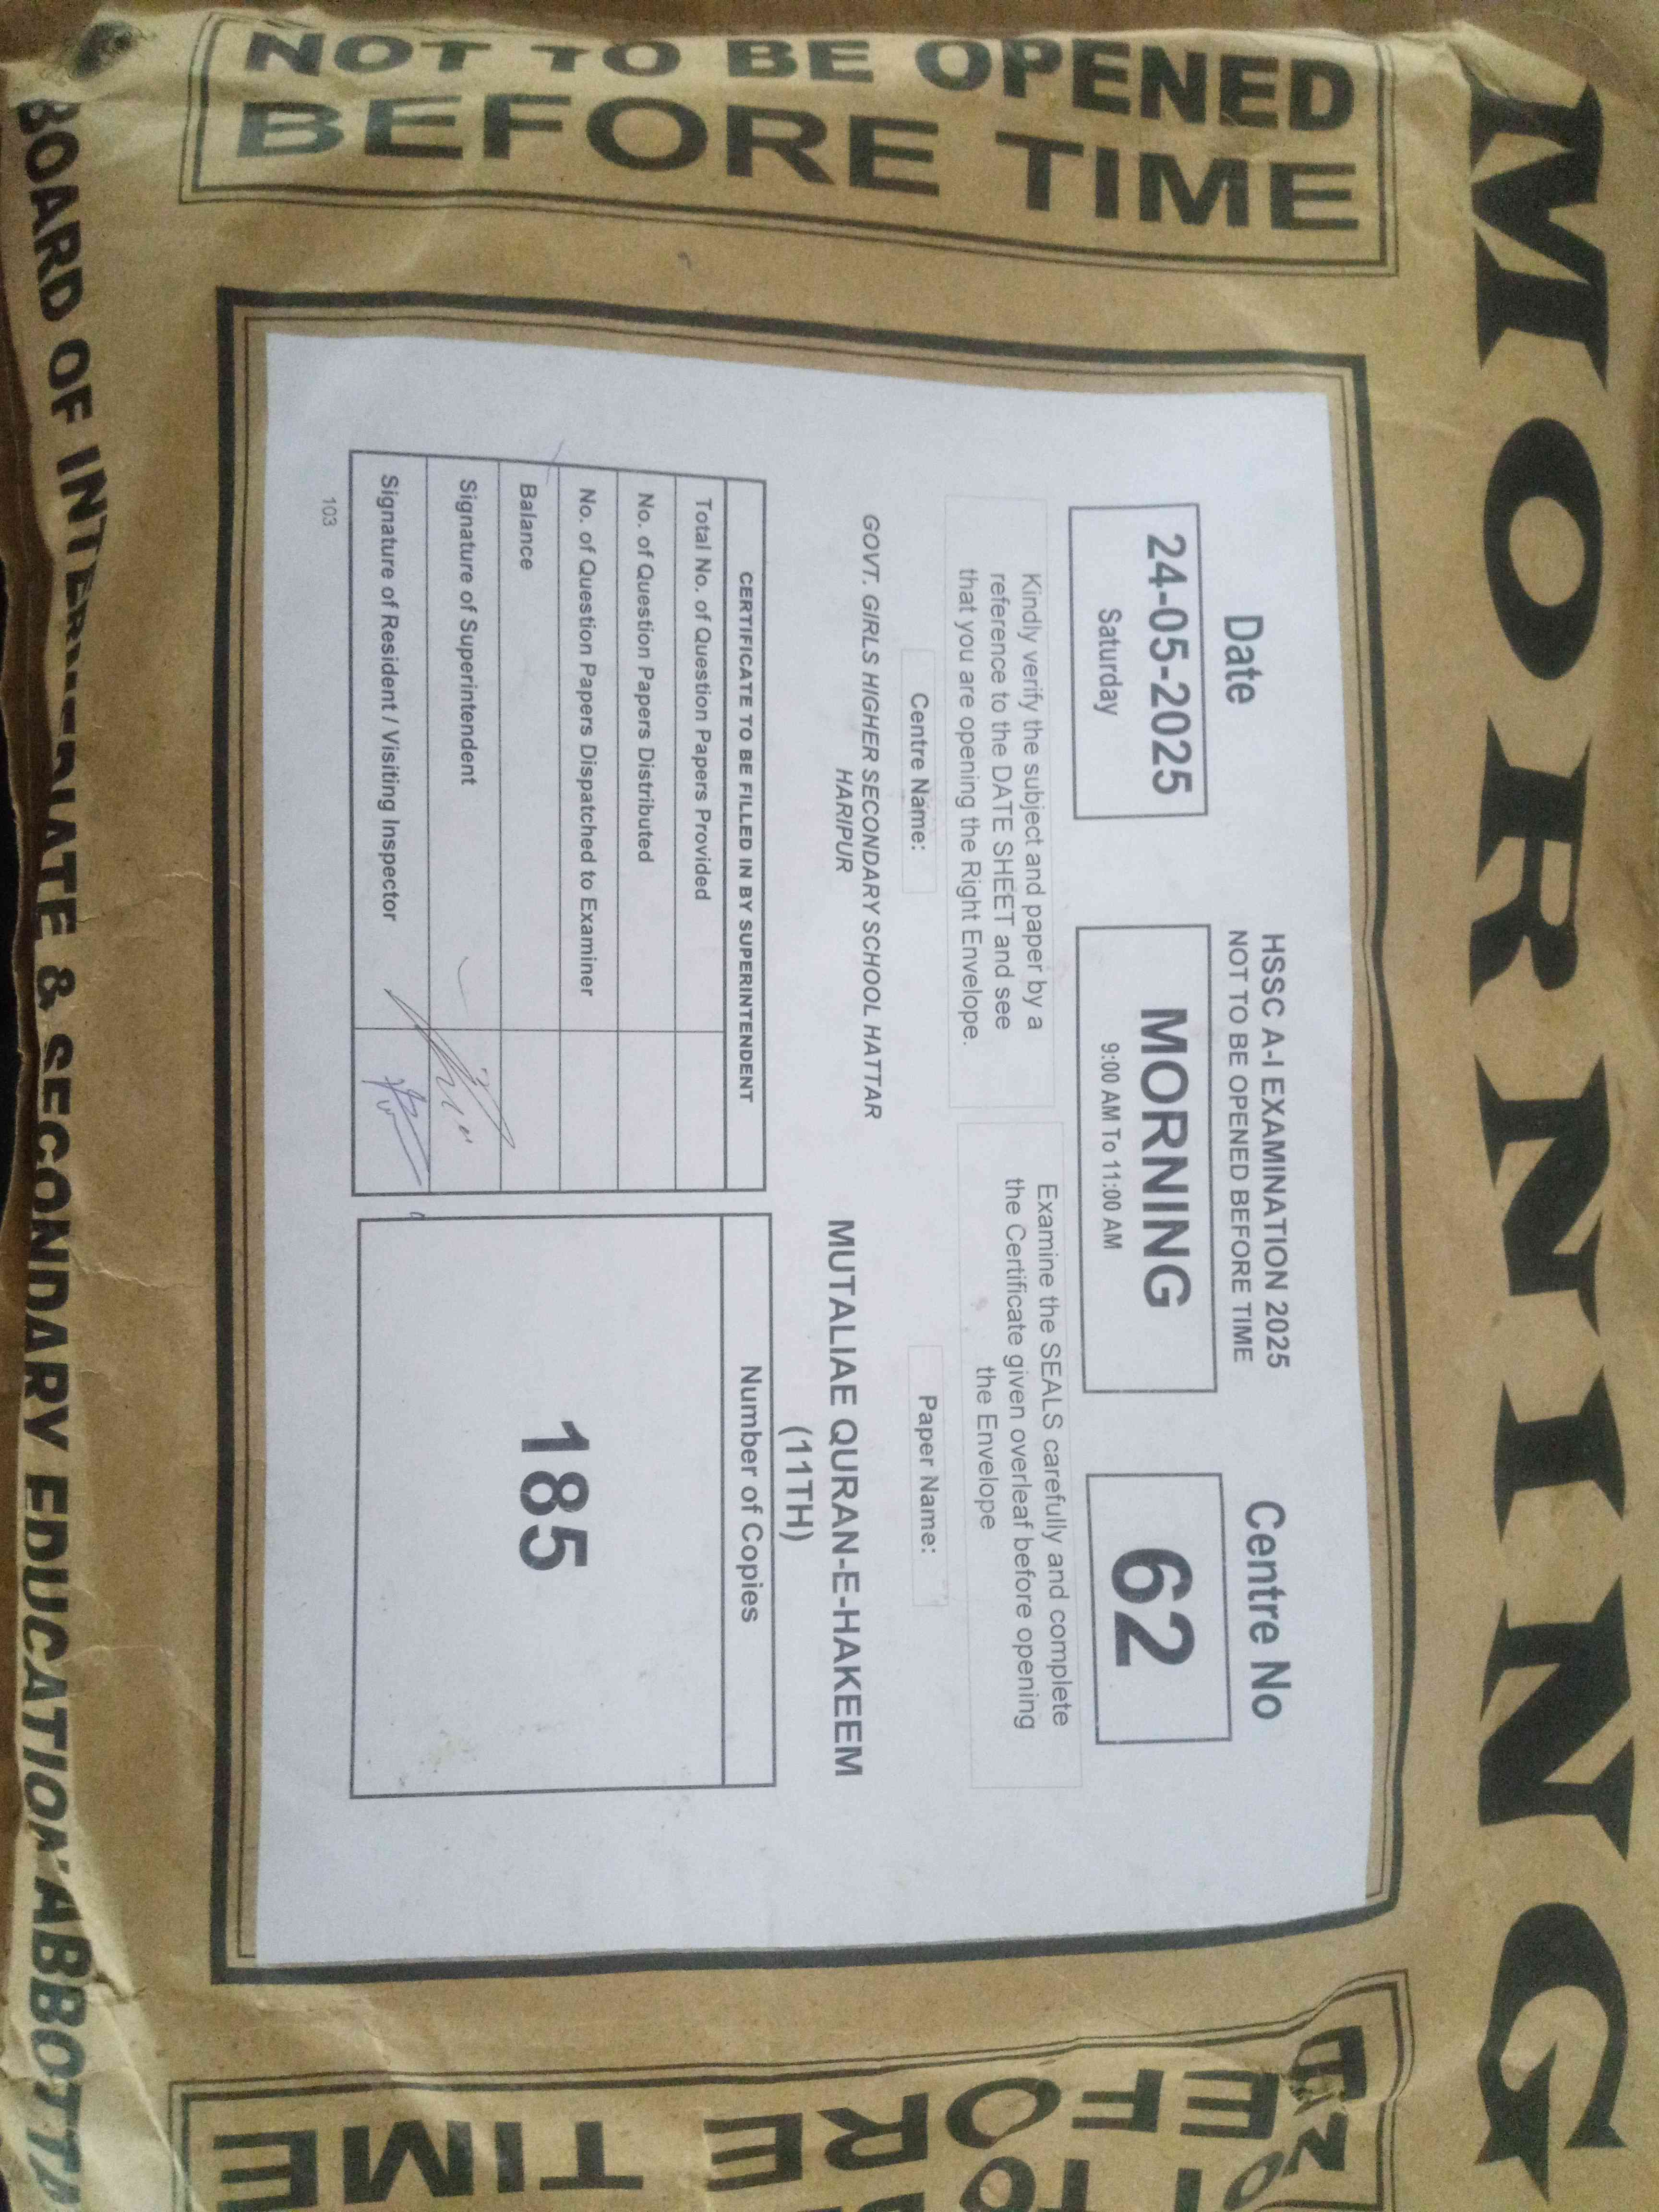 MORNING
NOT TO BE OPENED
BEFORE TIME
Date
24-05-2025
Saturday
HSSC A-I EXAMINATION 2025
NOT TO BE OPENED BEFORE TIME
MORNING
9:00 AM To 11:00 AM
Centre No
62
Kindly verify the subject and paper by a
reference to the DATE SHEET and see
that you are opening the Right Envelope.
Examine the SEALS carefully and complete
the Certificate given overleaf before opening
the Envelope
Centre Name:
GOVT. GIRLS HIGHER SECONDARY SCHOOL HATTAR
HARIPUR
Paper Name:
MUTALIAE QURAN-E-HAKEEM
(11TH)
CERTIFICATE TO BE FILLED IN BY SUPERINTENDENT
Total No. of Question Papers Provided
No. of Question Papers Distributed
No. of Question Papers Dispatched to Examiner
Balance
Signature of Superintendent
Signature of Resident / Visiting Inspector
Number of Copies
185
103
TIME
BOARD OF INTERMEDIATE & SECONDARY EDUCATION ABBOTTA